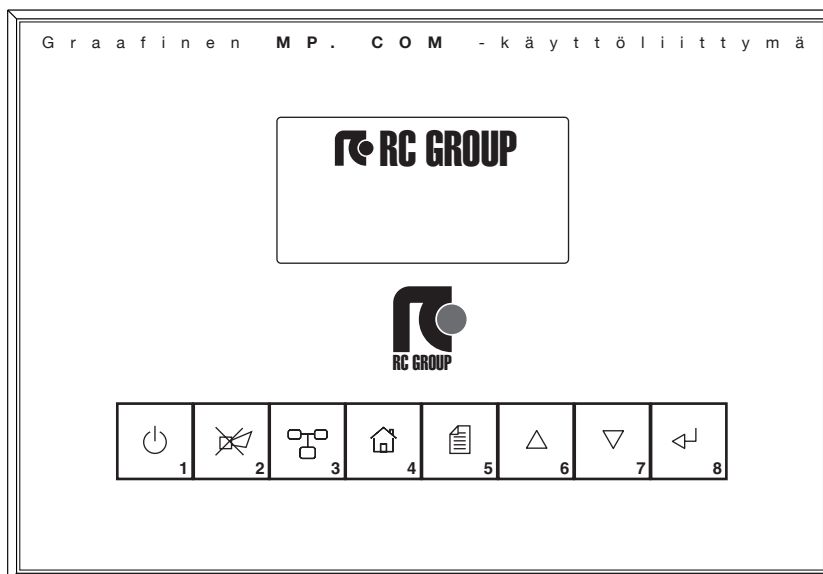 Graafinen MP. COM -käyttöliittymä
RC GROUP
RC GROUP
1 2 3 4 5 6 7 8